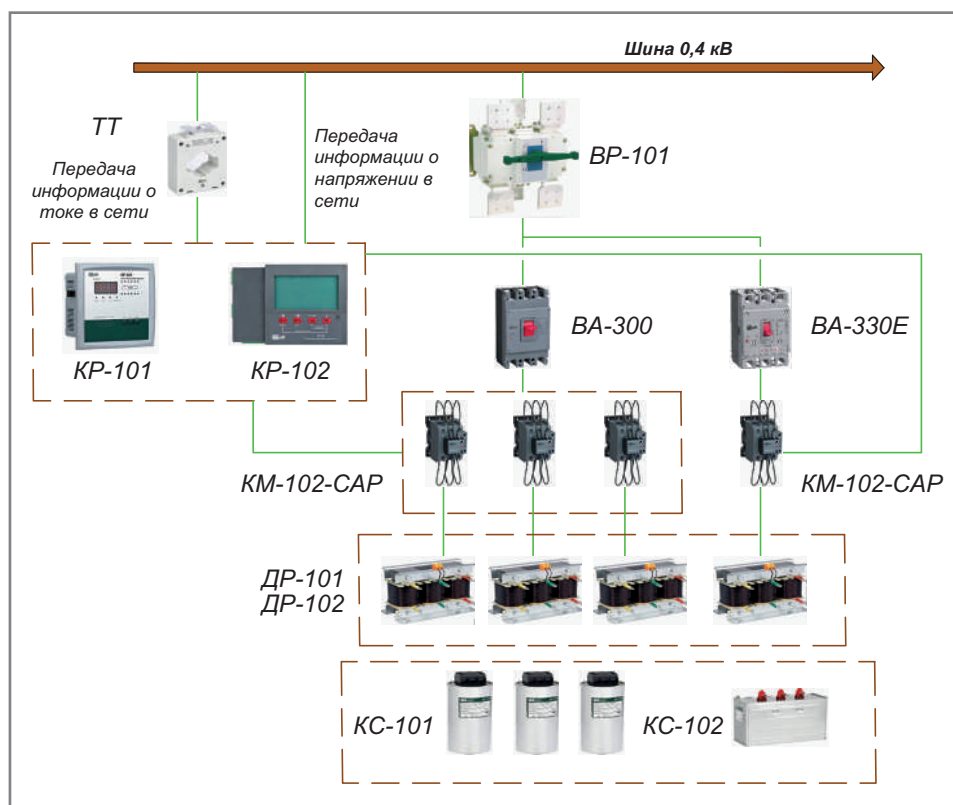 Шина 0,4 кВ
ТТ
Передача
информации о
токе в сети
Передача
информации о
напряжении в
сети
ВР-101
КР-101
КР-102
ВА-300
ВА-330Е
КМ-102-САР
КМ-102-САР
ДР-101
ДР-102
КС-101
КС-102